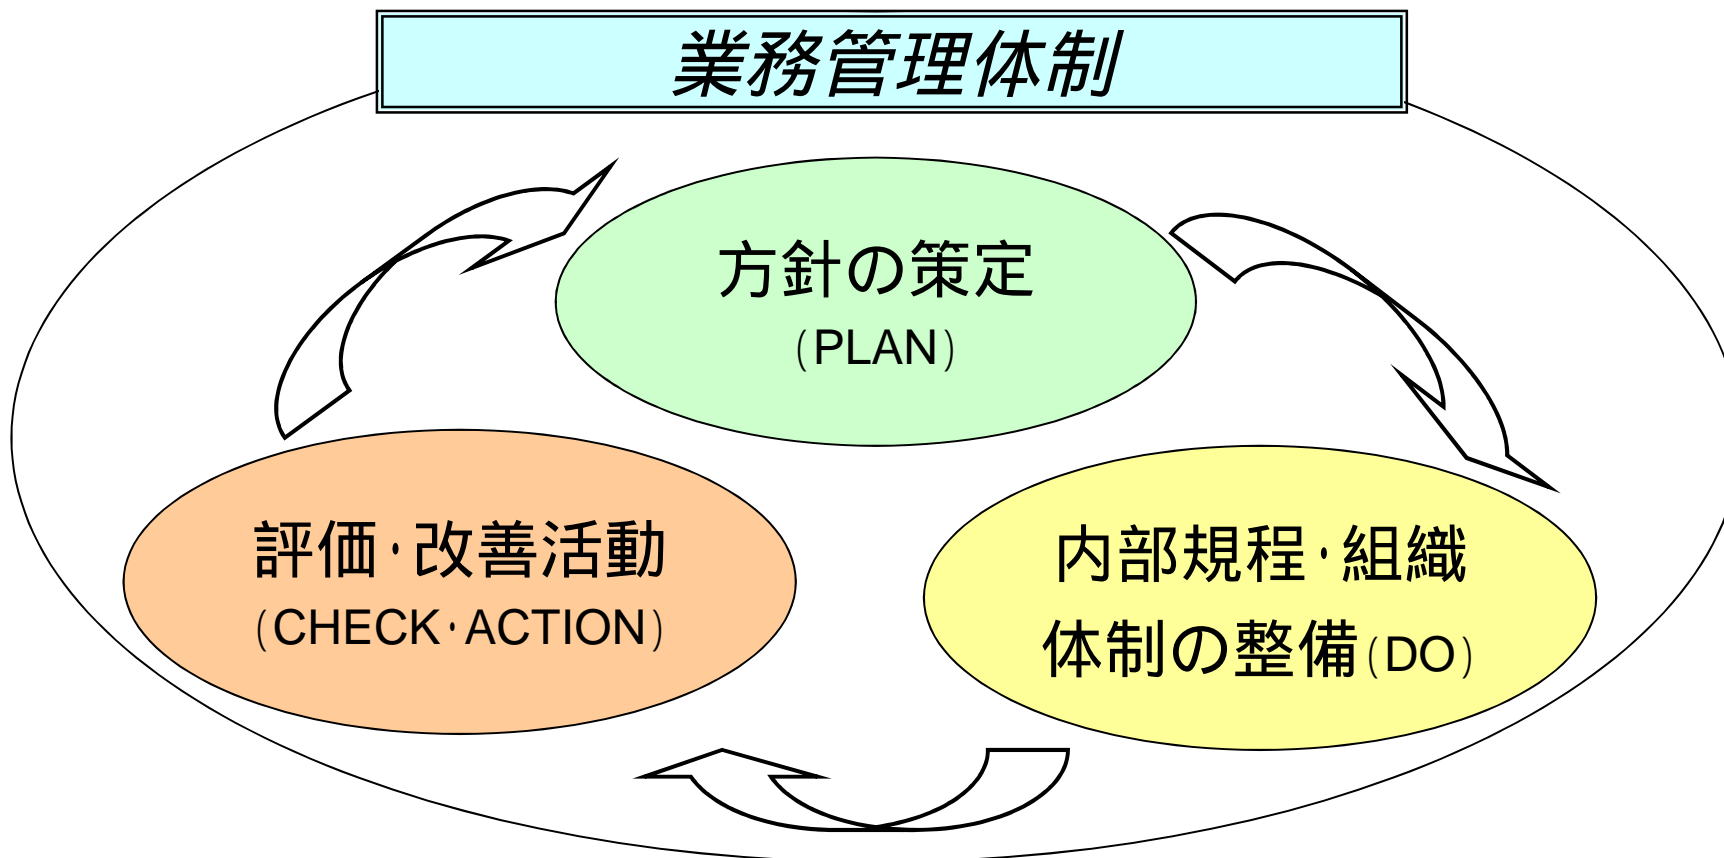 業務管理体制
方針の策定
(PLAN)
評価・改善活動
(CHECK・ACTION)
内部規程・組織
体制の整備(DO)